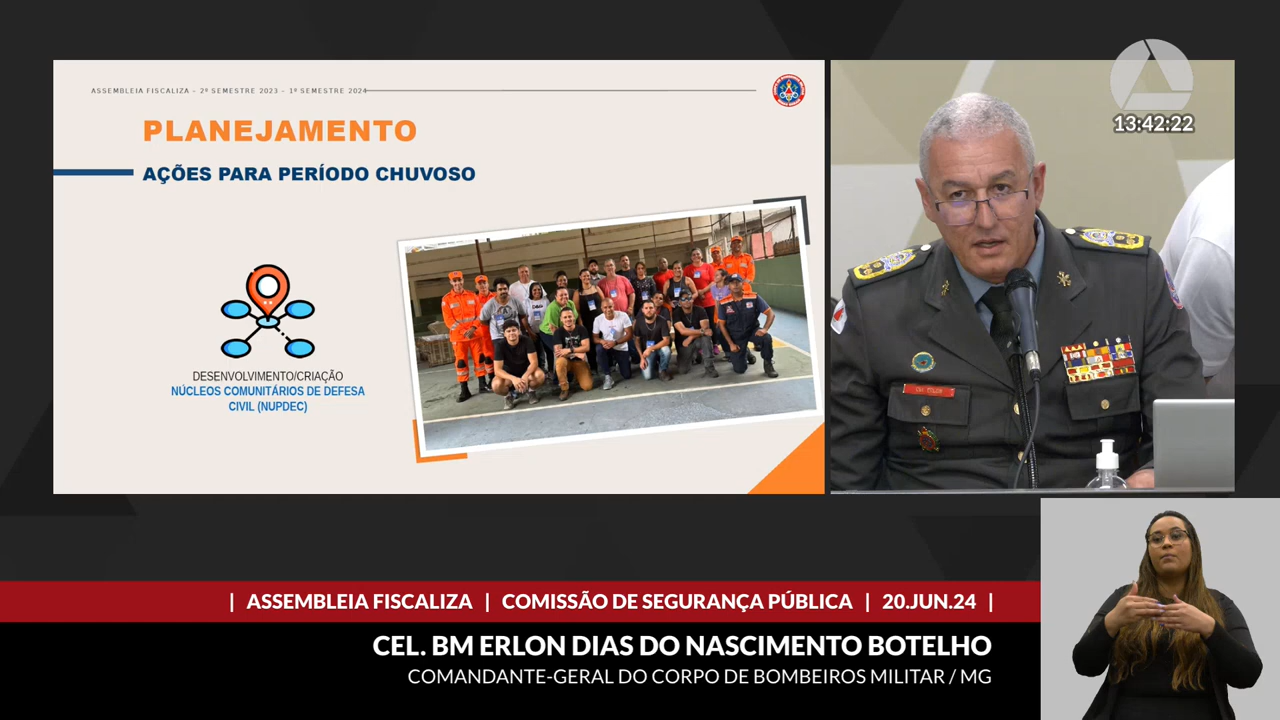 ASSEMBLEIA FISCALIZA - 2º SEMESTRE 2023 - 1º SEMESTRE 2024
PLANEJAMENTO
AÇÕES PARA PERÍODO CHUVOSO
DESENVOLVIMENTO/CRIAÇÃO
NÚCLEOS COMUNITÁRIOS DE DEFESA
CIVIL (NUPDEC)
13:42:22
| ASSEMBLEIA FISCALIZA | COMISSÃO DE SEGURANÇA PÚBLICA | 20.JUN.24 |
CEL. BM ERLON DIAS DO NASCIMENTO BOTELHO
COMANDANTE-GERAL DO CORPO DE BOMBEIROS MILITAR / MG